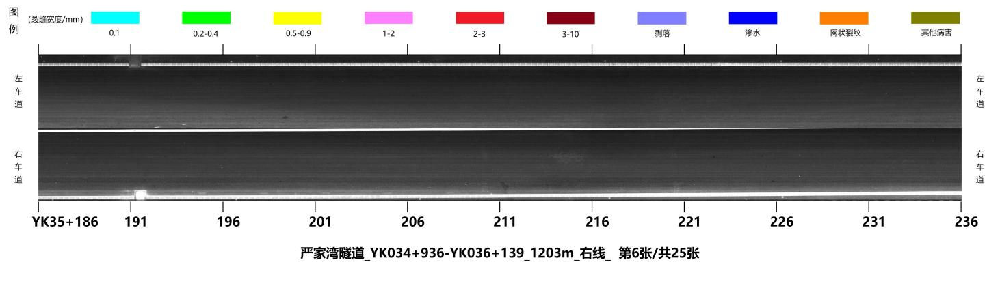 图例 (裂缝宽度/mm) 0.1 0.2-0.4 0.5-0.9 1-2 2-3 3-10 剥落 渗水 网状裂纹 其他病害
左车道 左车道
右车道 右车道
YK35+186 191 196 201 206 211 216 221 226 231 236
严家湾隧道_YK034+936-YK036+139_1203m_右线_ 第6张/共25张